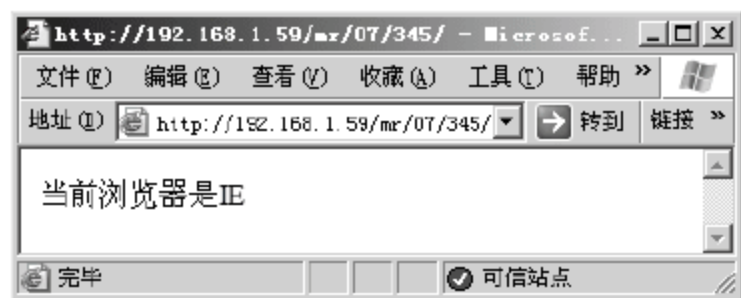 http://192.168.1.59/mr/07/345/ - Microsof...
文件(F) 编辑(E) 查看(V) 收藏(A) 工具(T) 帮助 »
地址(D) http://192.168.1.59/mr/07/345/ 转到 链接 »
当前浏览器是IE
完毕 可信站点